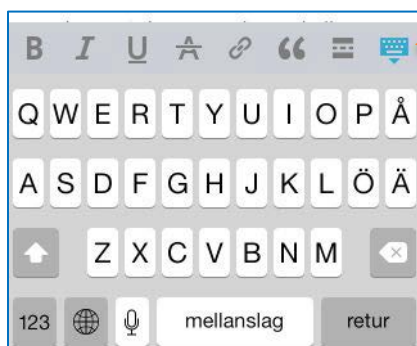 B I U A “
Q W E R T Y U I O P Å
A S D F G H J K L Ö Ä
Z X C V B N M
123 mellanslag retur